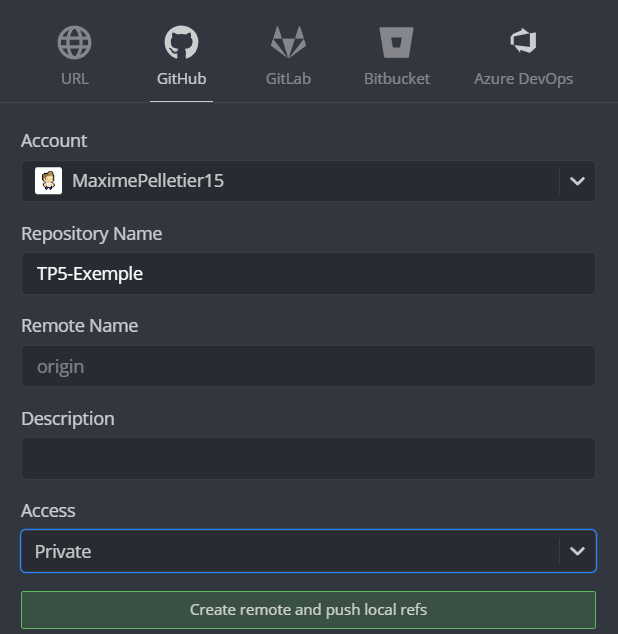 URL
GitHub
GitLab
Bitbucket
Azure DevOps
Account
MaximePelletier15
Repository Name
TP5-Exemple
Remote Name
origin
Description
Access
Private
Create remote and push local refs